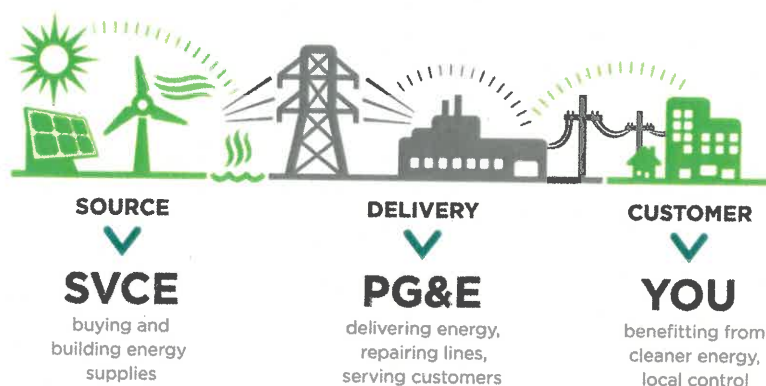 SOURCE
SVCE
buying and
building energy
supplies
DELIVERY
PG&E
delivering energy,
repairing lines,
serving customers
CUSTOMER
YOU
benefitting from
cleaner energy,
local control